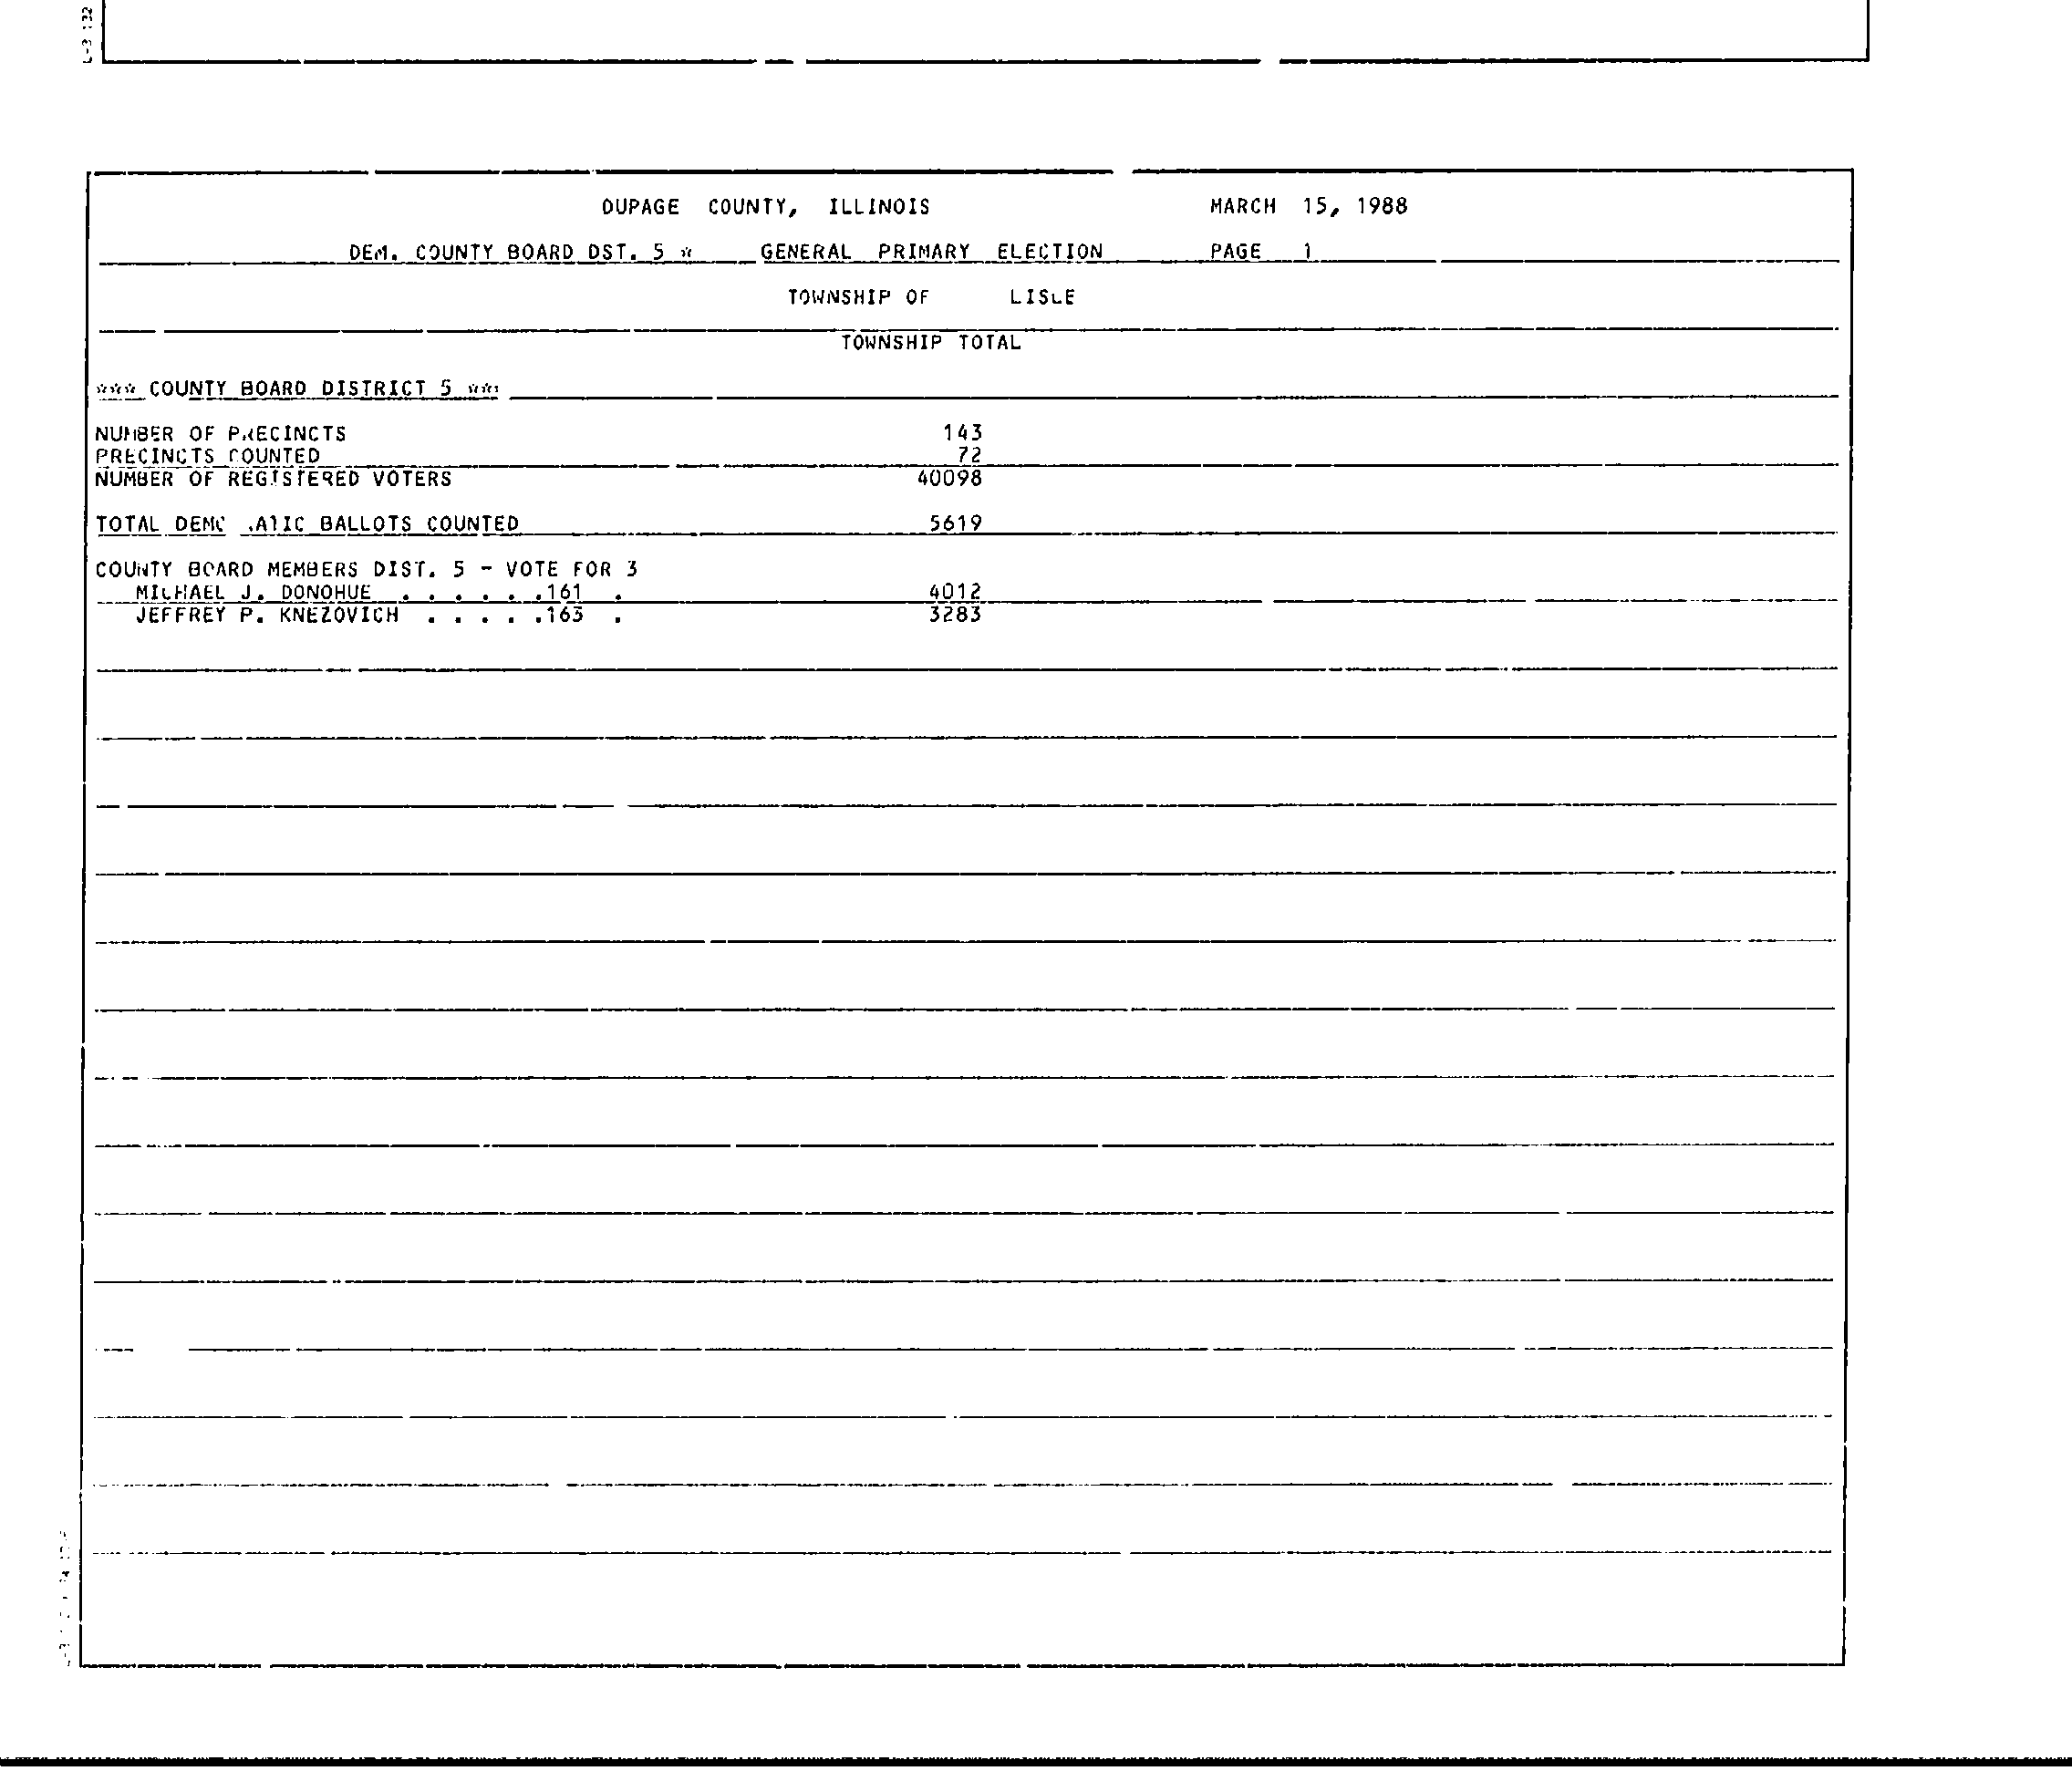 DUPAGE COUNTY, ILLINOIS MARCH 15, 1988
DEM. COUNTY BOARD DST. 5 * GENERAL PRIMARY ELECTION PAGE 1
TOWNSHIP OF LISLE
TOWNSHIP TOTAL
*** COUNTY BOARD DISTRICT 5 ***
NUMBER OF PRECINCTS 143
PRECINCTS COUNTED 72
NUMBER OF REGISTERED VOTERS 40098
TOTAL BALLOTS COUNTED 5619
COUNTY BOARD MEMBERS DIST. 5 - VOTE FOR 3
MICHAEL J. DONOHUE . . . . . .161 . 4012
JEFFREY P. KNEZOVICH . . . . .163 . 3283